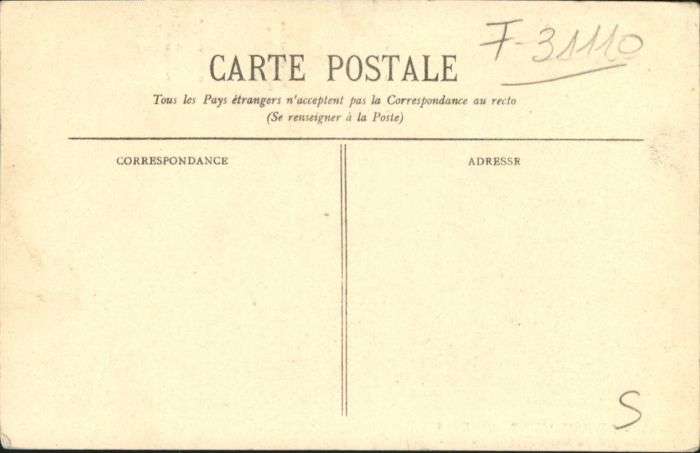 F-31110
CARTE POSTALE
Tous les Pays étrangers n'acceptent pas la Correspondance au recto
(Se renseigner à la Poste)
CORRESPONDANCE
ADRESSR
S